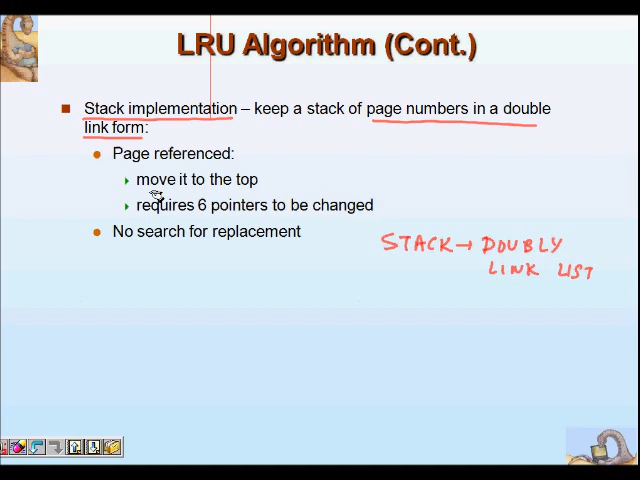 LRU Algorithm (Cont.)
Stack implementation – keep a stack of page numbers in a double
link form:
Page referenced:
move it to the top
requires 6 pointers to be changed
No search for replacement
STACK → DOUBLY
LINK LIST